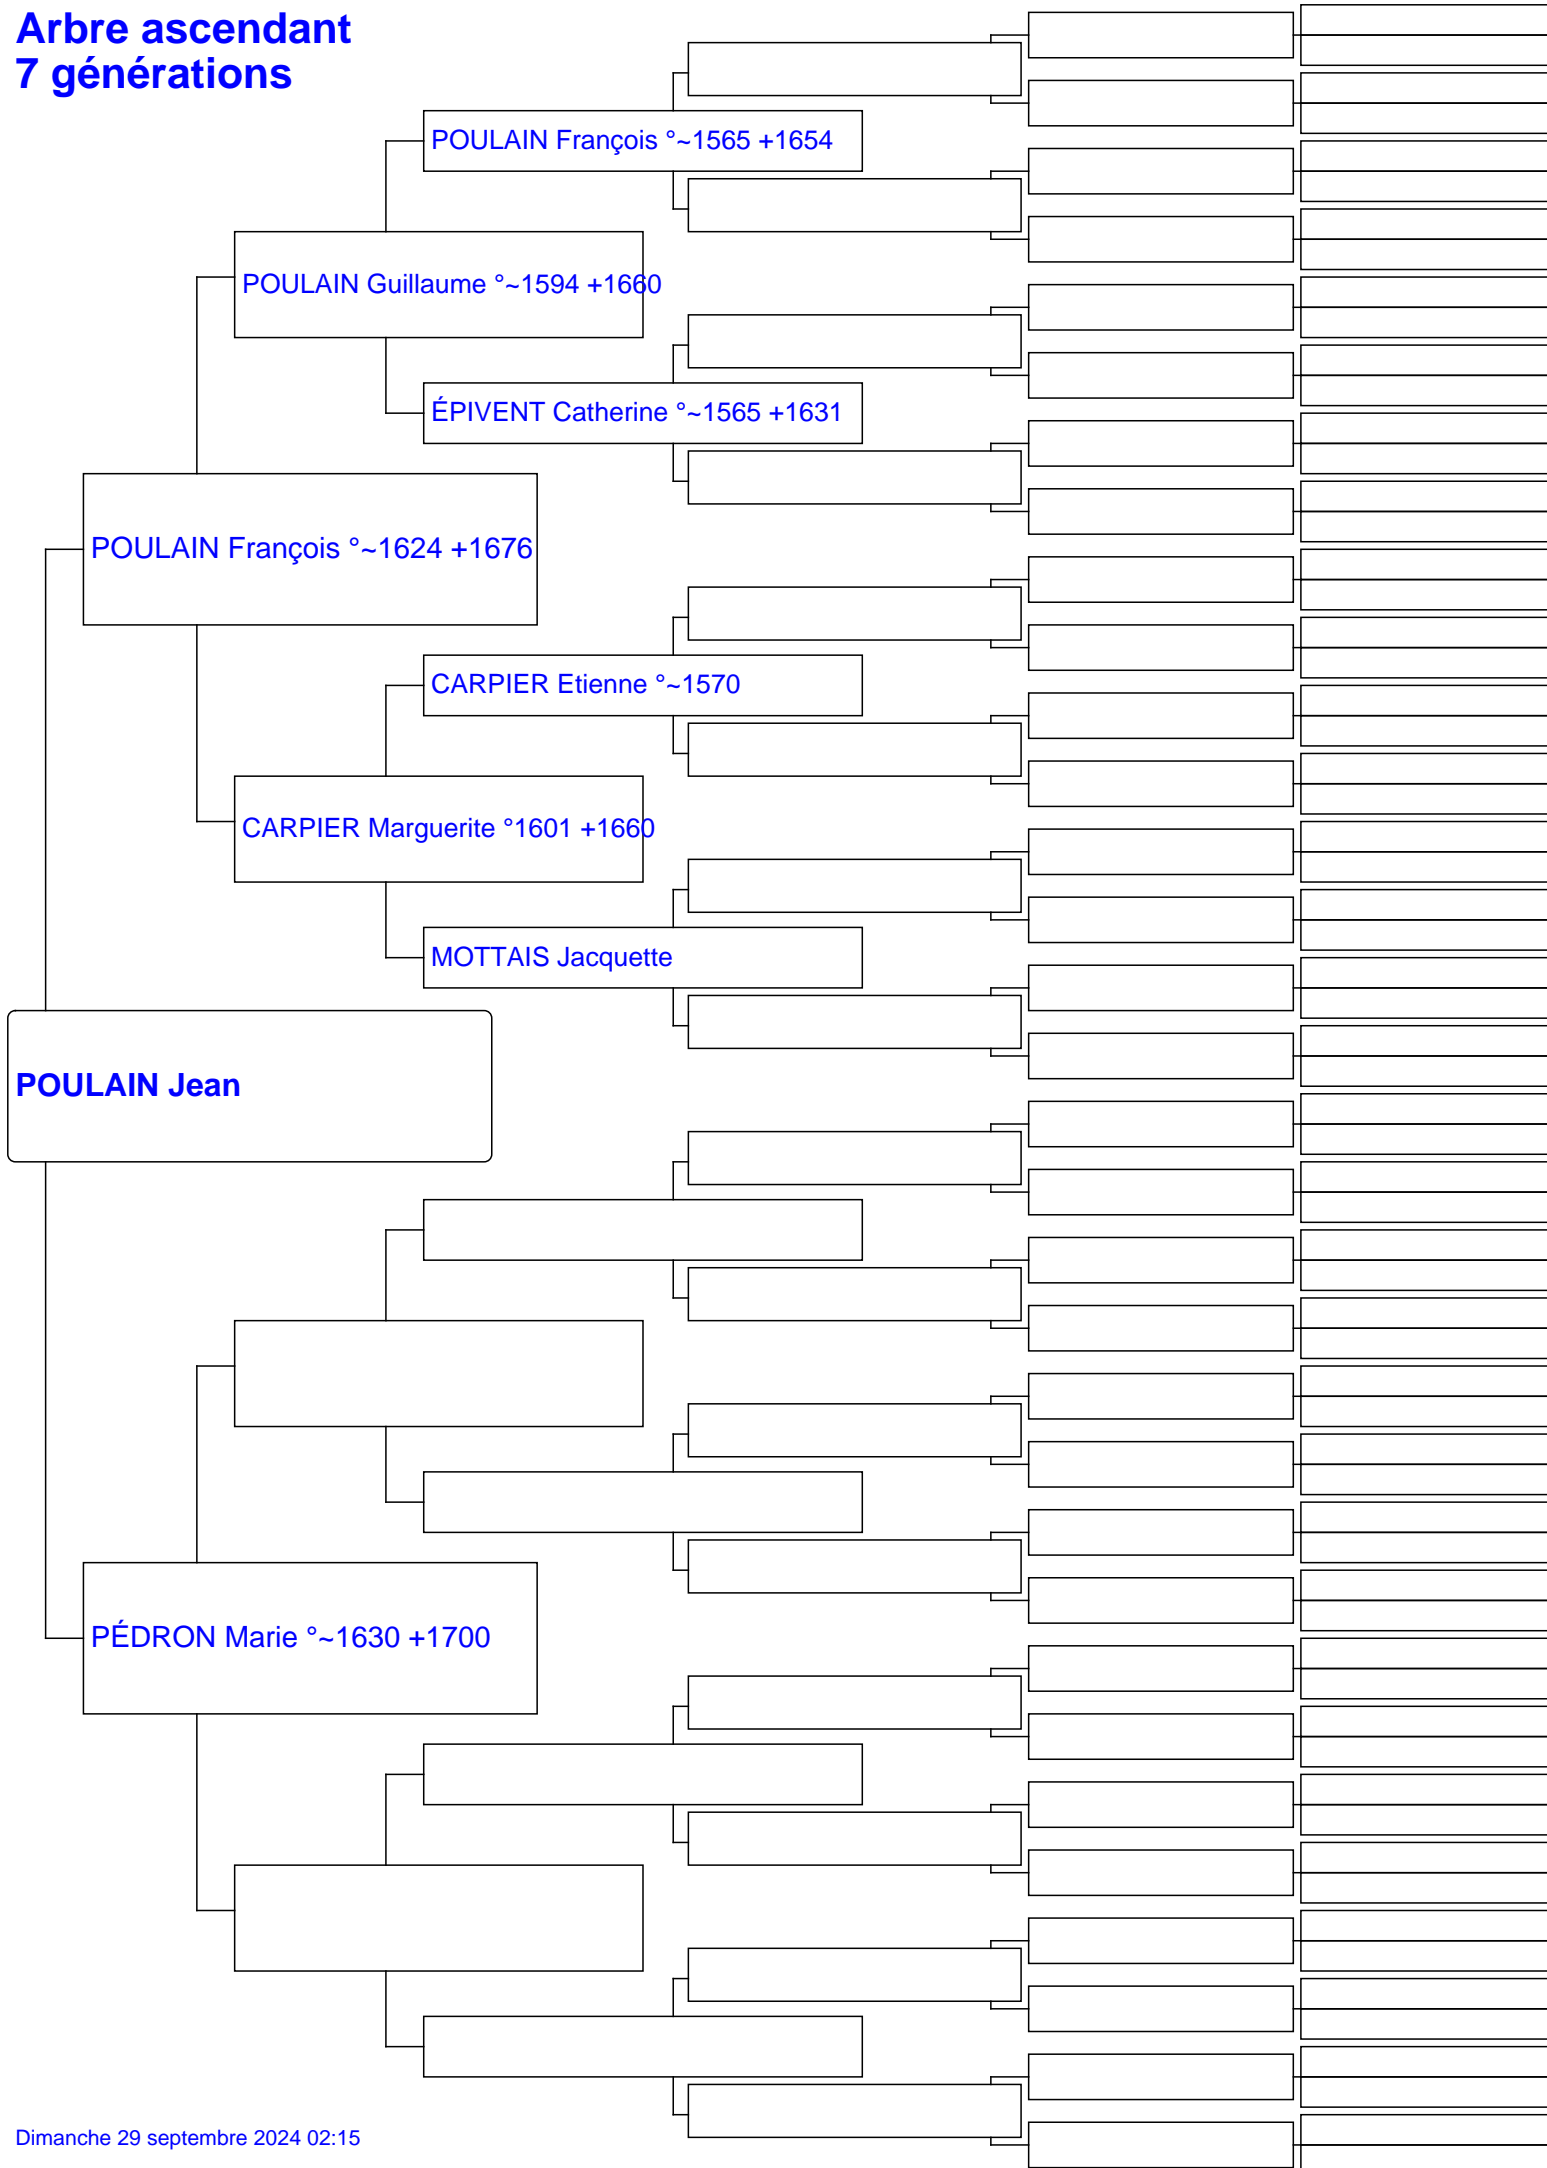 Arbre ascendant
7 générations
POULAIN François °~1565 +1654
POULAIN Guillaume °~1594 +1660
ÉPIVENT Catherine °~1565 +1631
POULAIN François °~1624 +1676
CARPIER Etienne °~1570
CARPIER Marguerite °1601 +1660
MOTTAIS Jacquette
POULAIN Jean
PÉDRON Marie °~1630 +1700
Dimanche 29 septembre 2024 02:15